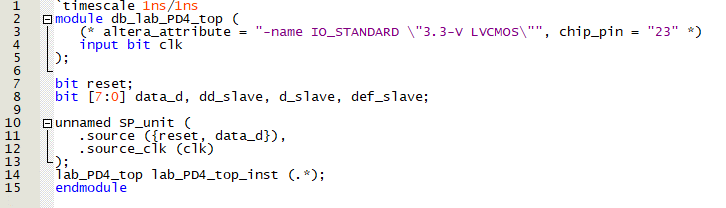 1 `timescale 1ns/1ns
2 module db_lab_PD4_top (
3 (* altera_attribute = "-name IO_STANDARD \"3.3-V LVCMOS\"", chip_pin = "23" *)
4 input bit clk
5 );
6
7 bit reset;
8 bit [7:0] data_d, dd_slave, d_slave, def_slave;
9
10 unnamed SP_unit (
11 .source ({reset, data_d}),
12 .source_clk (clk)
13 );
14 lab_PD4_top lab_PD4_top_inst (.*);
15 endmodule